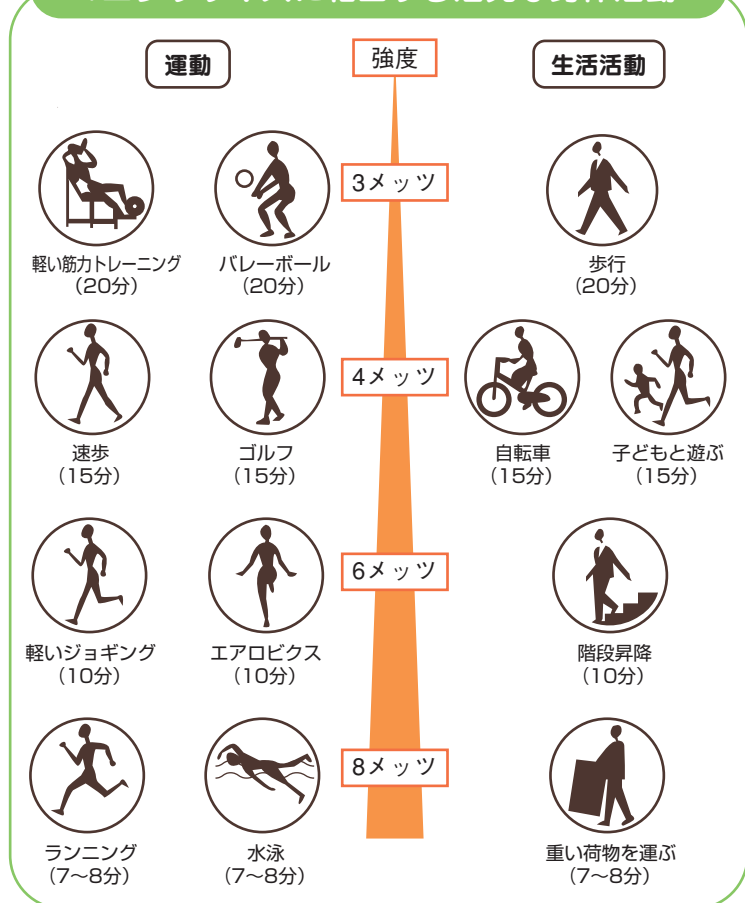 運動
強度
生活活動
3メッツ
軽い筋力トレーニング
(20分)
バレーボール
(20分)
歩行
(20分)
4メッツ
速歩
(15分)
ゴルフ
(15分)
自転車
(15分)
子どもと遊ぶ
(15分)
6メッツ
軽いジョギング
(10分)
エアロビクス
(10分)
階段昇降
(10分)
8メッツ
ランニング
(7〜8分)
水泳
(7〜8分)
重い荷物を運ぶ
(7〜8分)